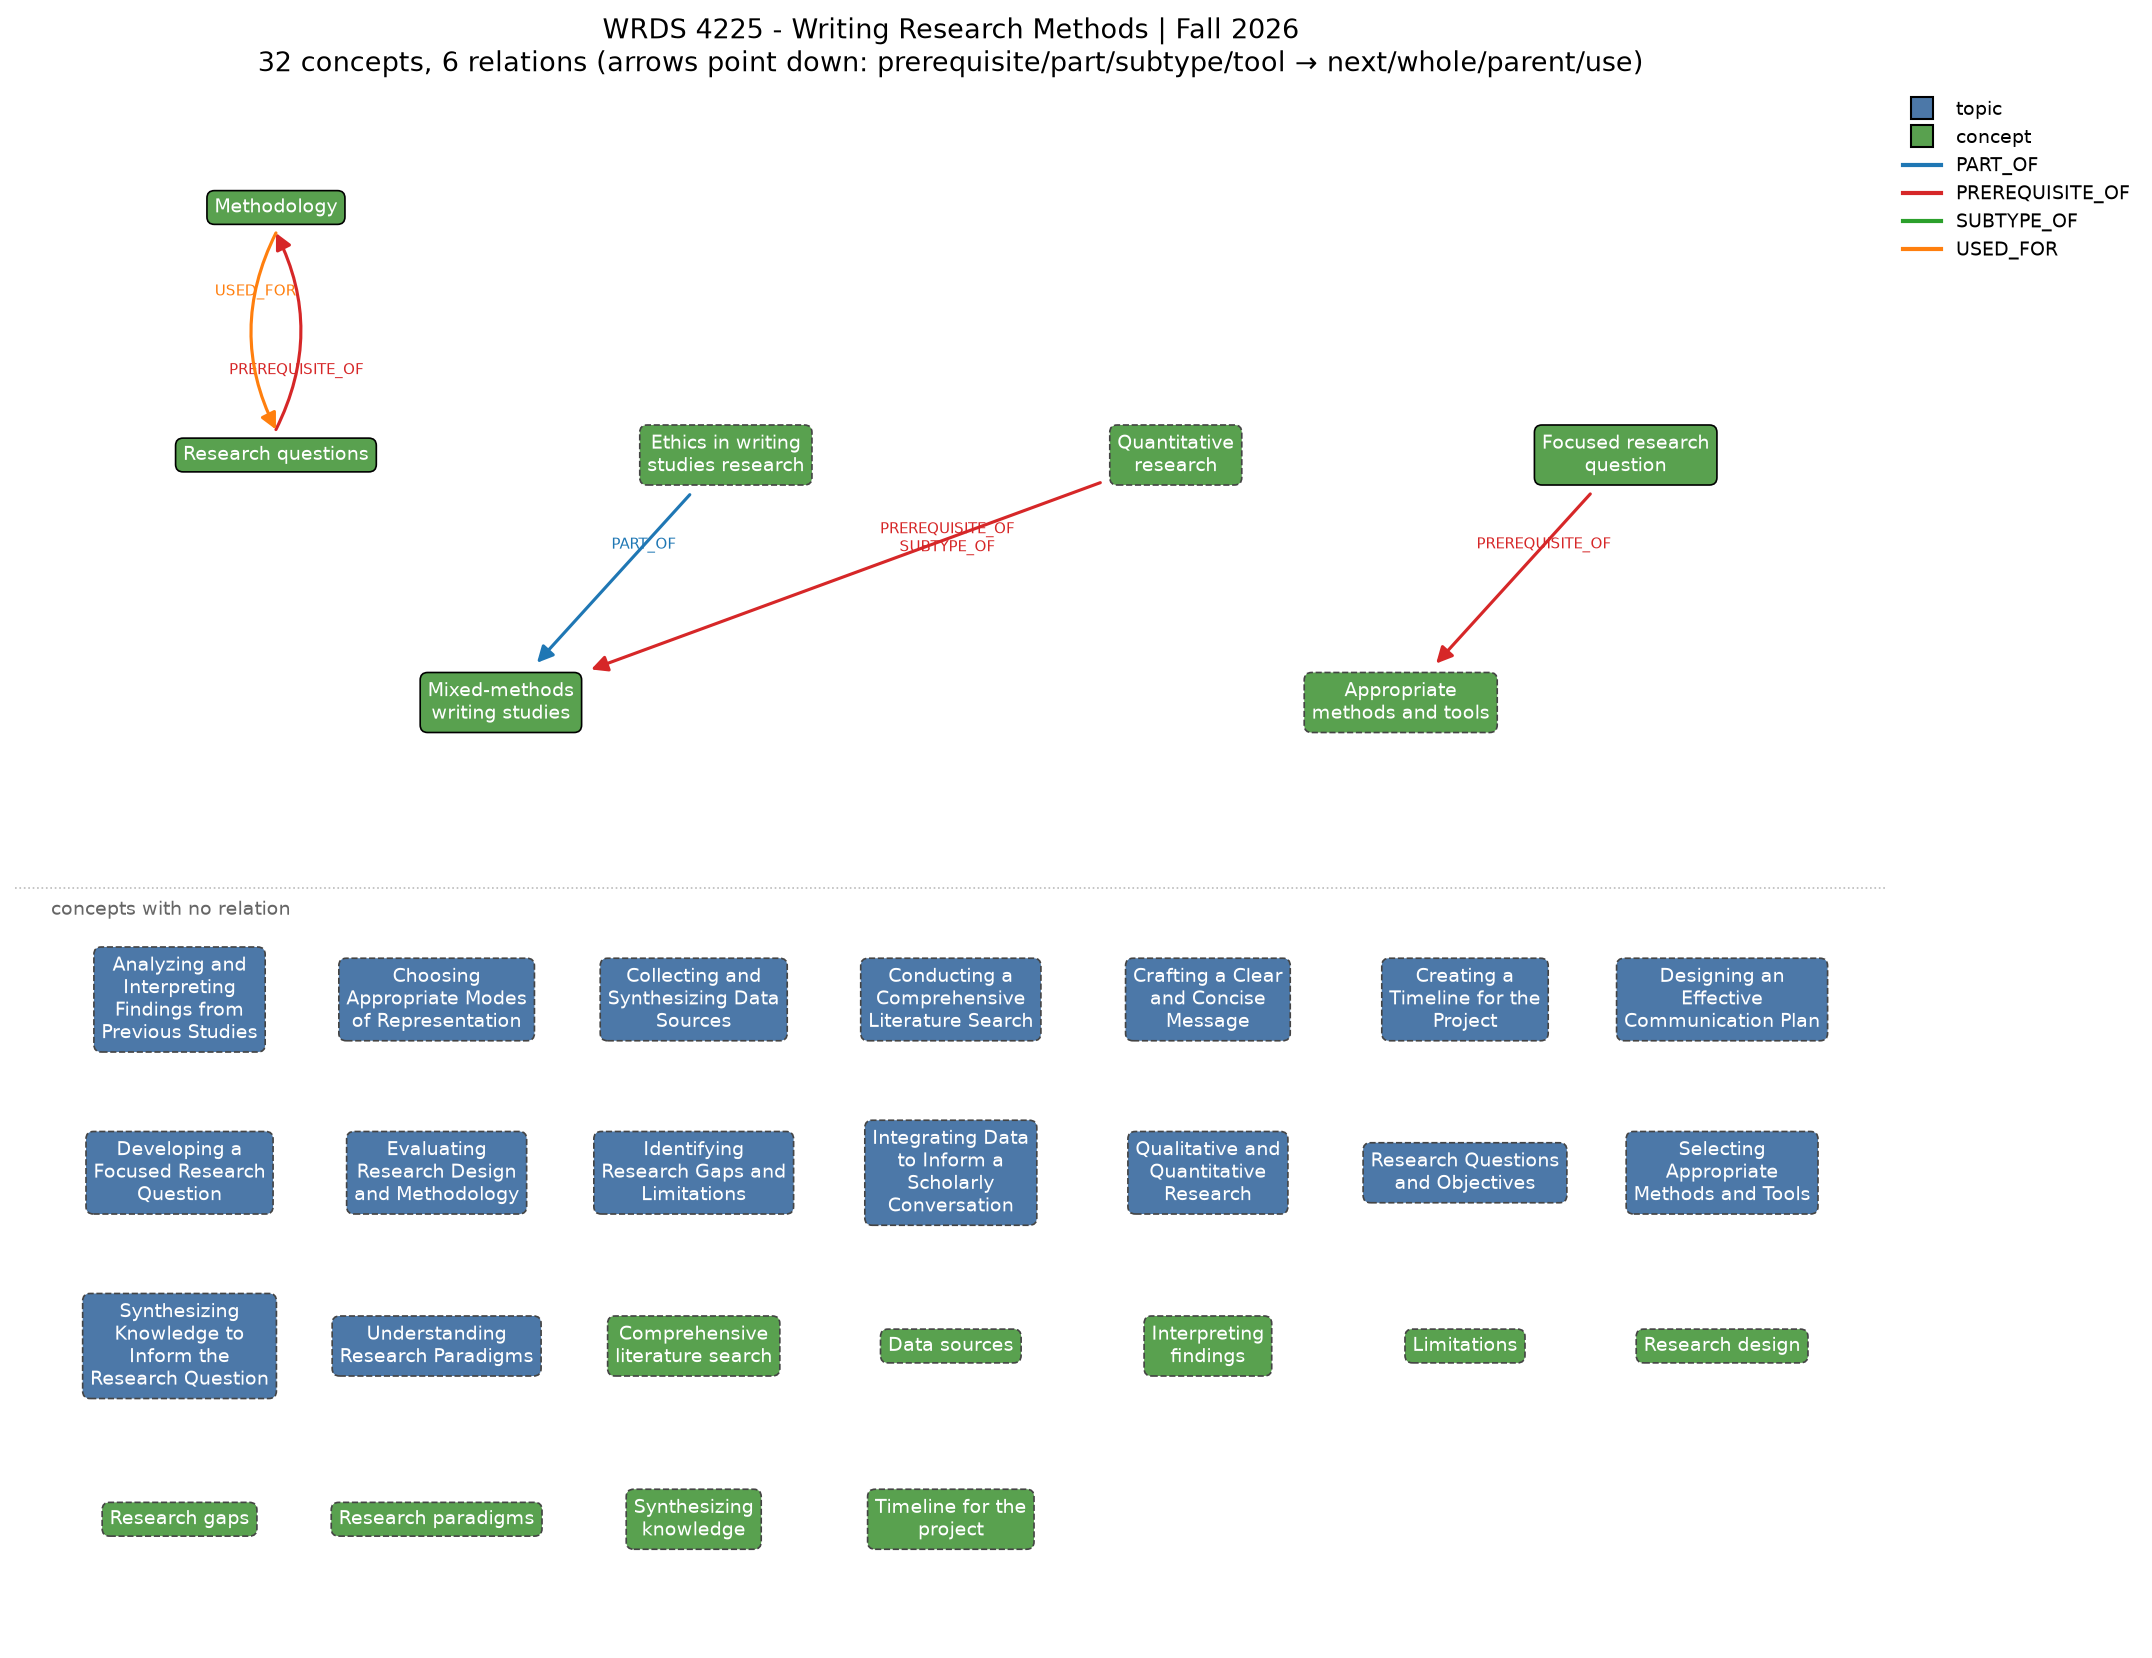 WRDS 4225 - Writing Research Methods | Fall 2026
32 concepts, 6 relations (arrows point down: prerequisite/part/subtype/tool → next/whole/parent/use)
topic
concept
PART_OF
PREREQUISITE_OF
SUBTYPE_OF
USED_FOR
Methodology
USED_FOR
PREREQUISITE_OF
Research questions
Ethics in writing
studies research
Quantitative
research
Focused research
question
PART_OF
PREREQUISITE_OF
SUBTYPE_OF
PREREQUISITE_OF
Mixed-methods
writing studies
Appropriate
methods and tools
concepts with no relation
Analyzing and
Interpreting
Findings from
Previous Studies
Choosing
Appropriate Modes
of Representation
Collecting and
Synthesizing Data
Sources
Conducting a
Comprehensive
Literature Search
Crafting a Clear
and Concise
Message
Creating a
Timeline for the
Project
Designing an
Effective
Communication Plan
Developing a
Focused Research
Question
Evaluating
Research Design
and Methodology
Identifying
Research Gaps and
Limitations
Integrating Data
to Inform a
Scholarly
Conversation
Qualitative and
Quantitative
Research
Research Questions
and Objectives
Selecting
Appropriate
Methods and Tools
Synthesizing
Knowledge to
Inform the
Research Question
Understanding
Research Paradigms
Comprehensive
literature search
Data sources
Interpreting
findings
Limitations
Research design
Research gaps
Research paradigms
Synthesizing
knowledge
Timeline for the
project